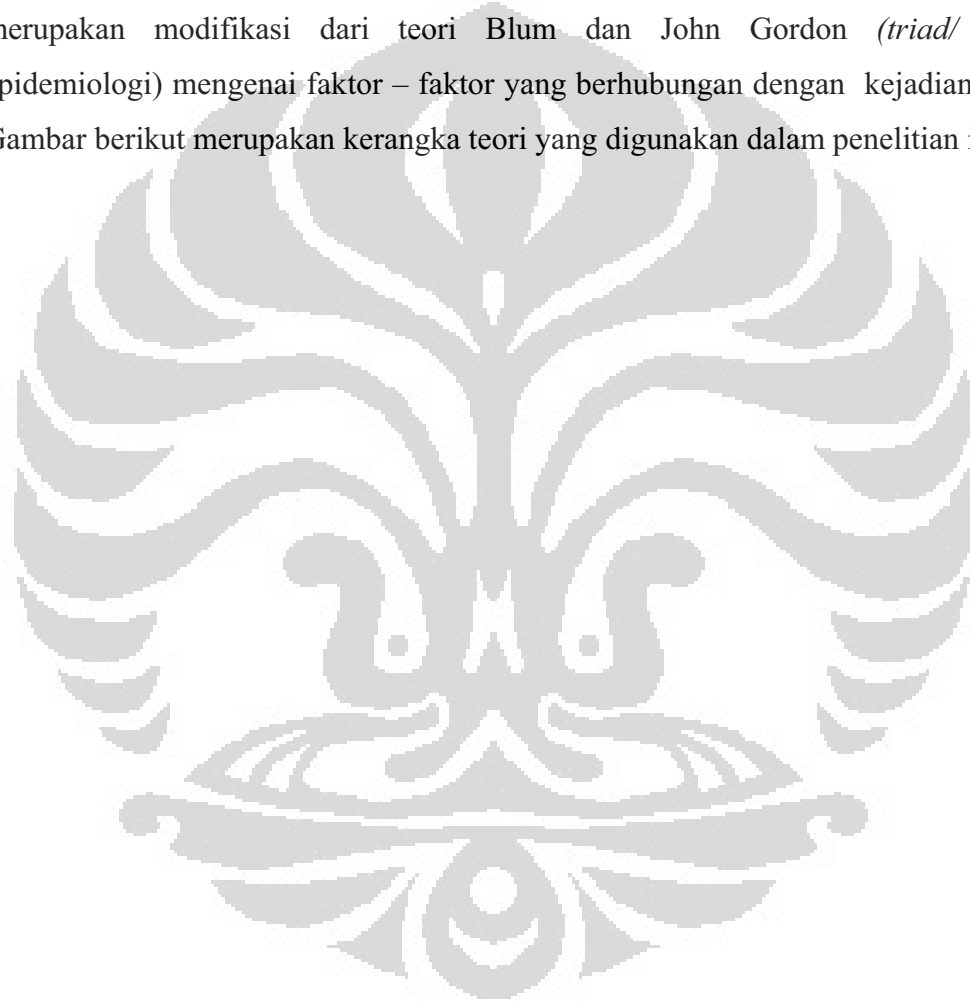 merupakan modifikasi dari teori Blum dan John Gordon (triad/
pidemiologi) mengenai faktor – faktor yang berhubungan dengan kejadian
Gambar berikut merupakan kerangka teori yang digunakan dalam penelitian